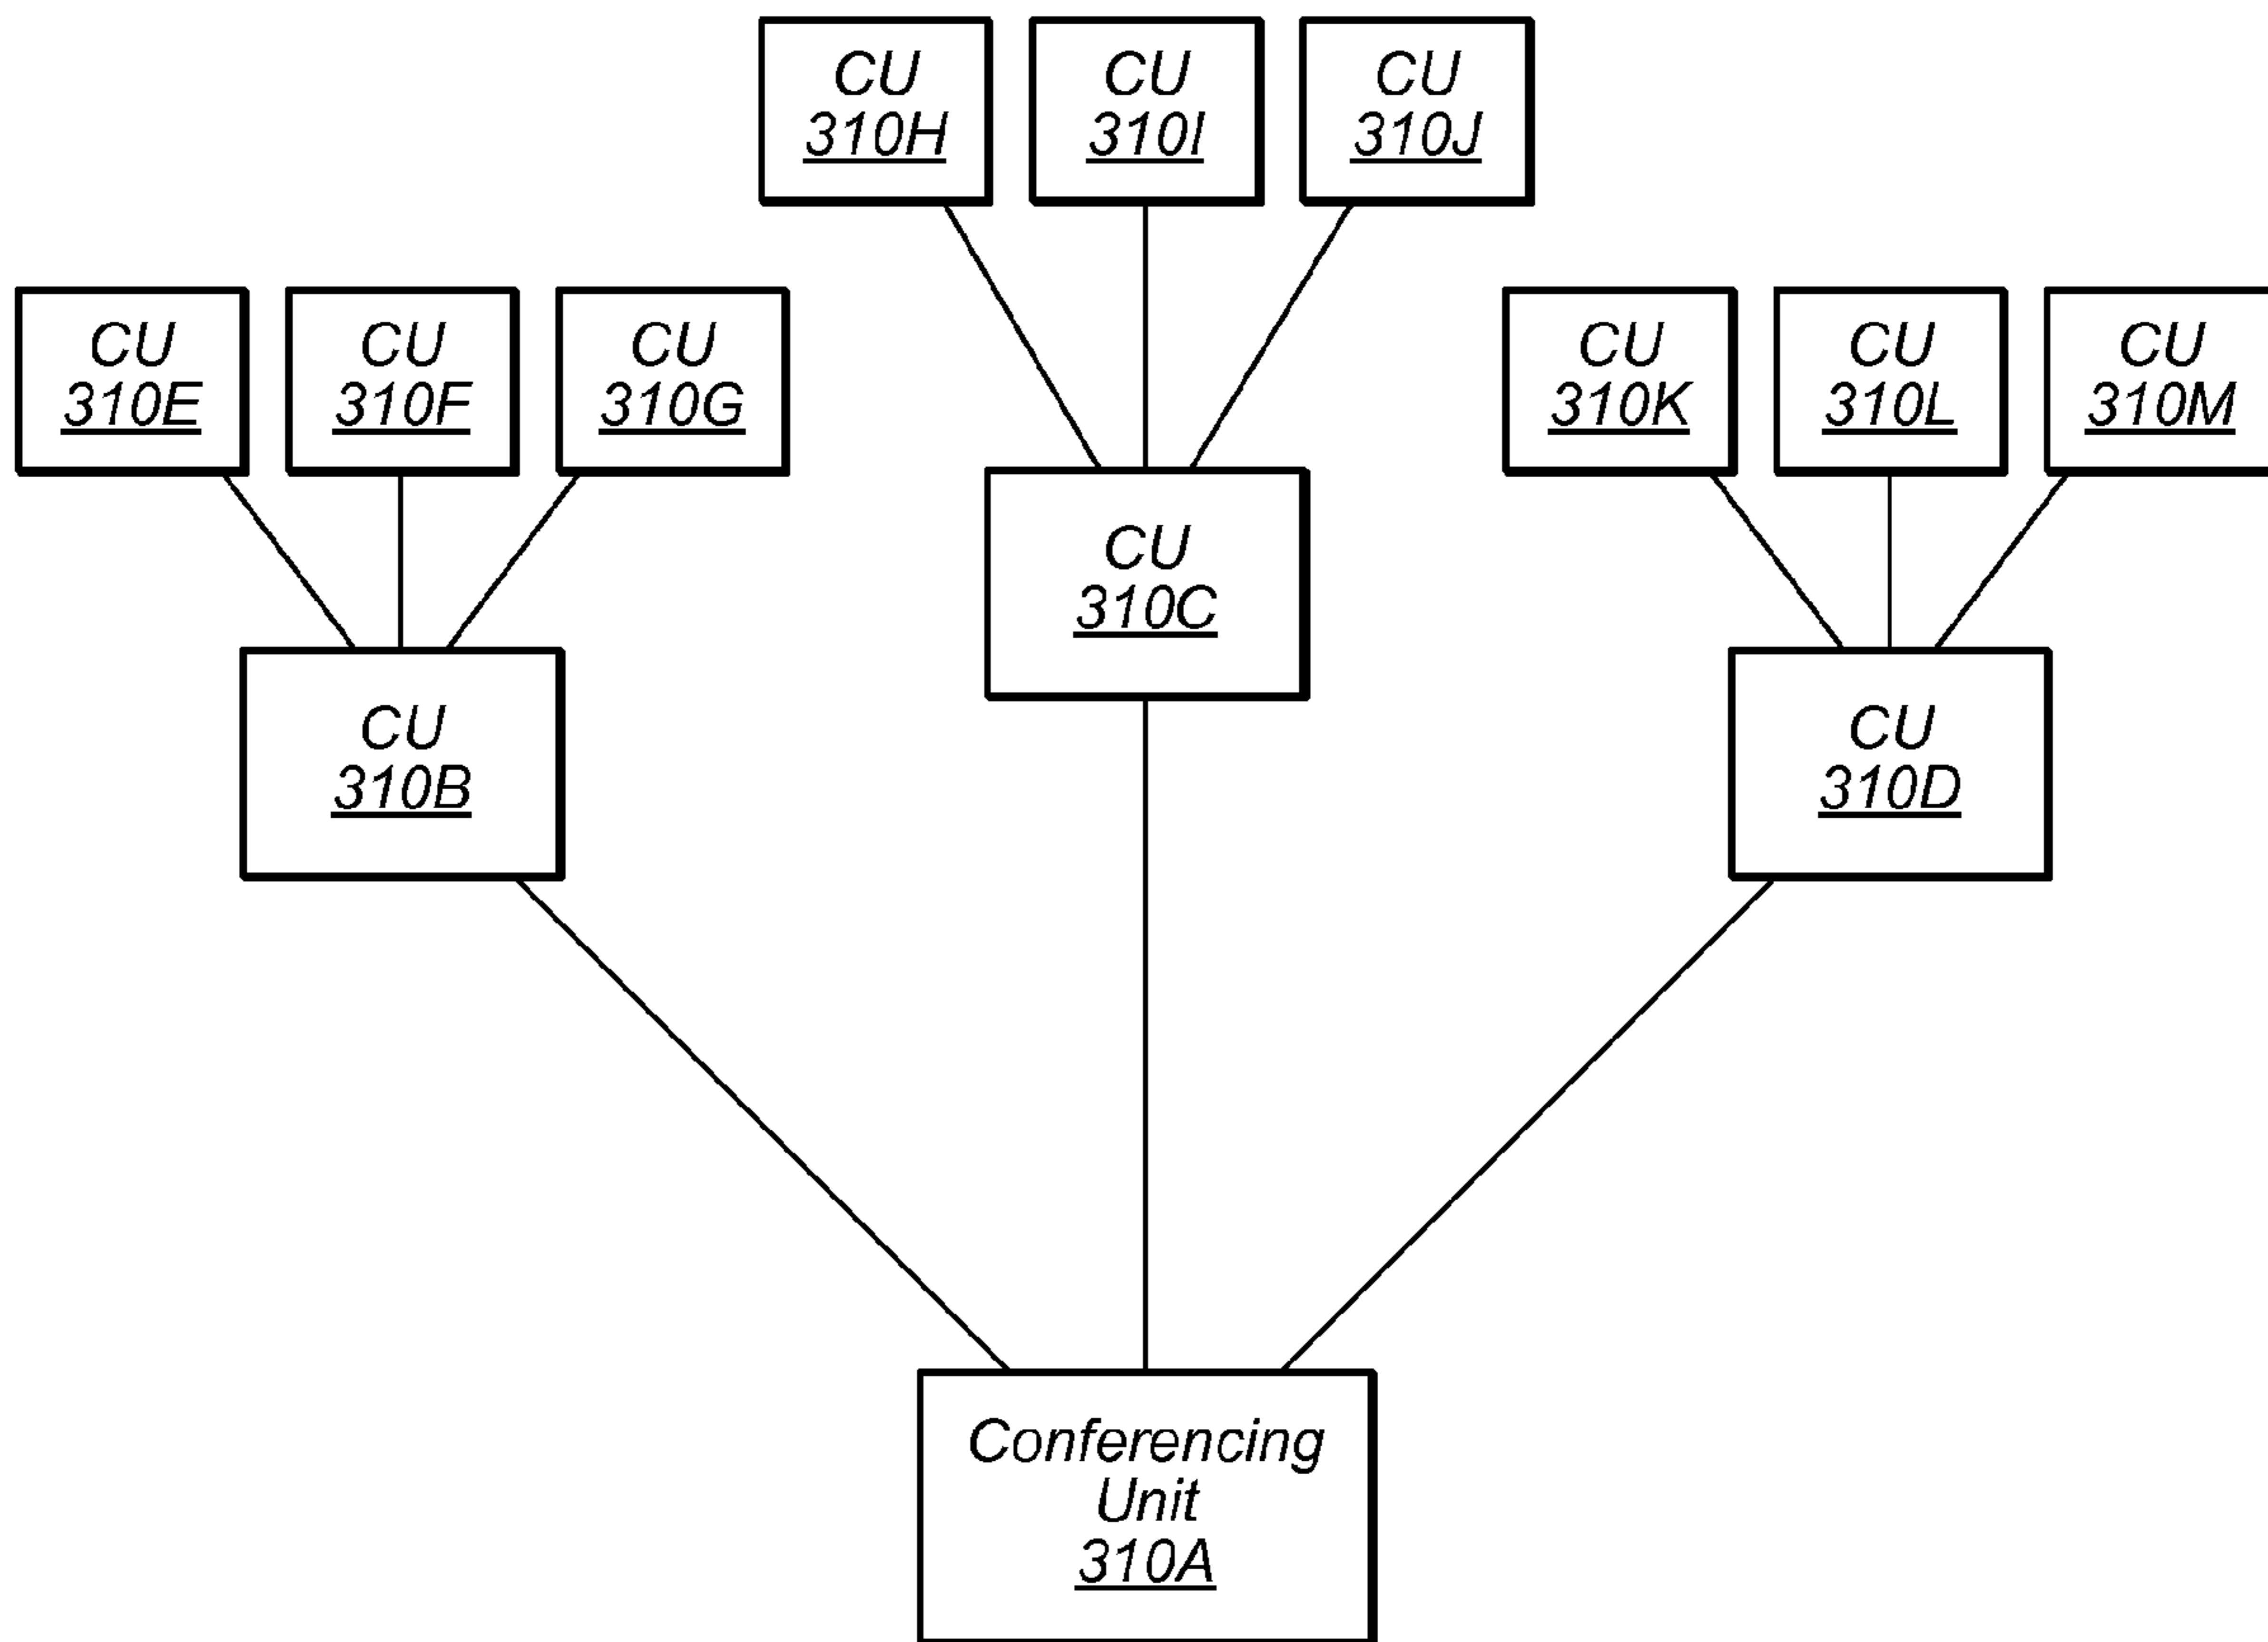 CU
310H
CU
310I
CU
310J
CU
310E
CU
310F
CU
310G
CU
310K
CU
310L
CU
310M
CU
310C
CU
310B
CU
310D
Conferencing
Unit
310A